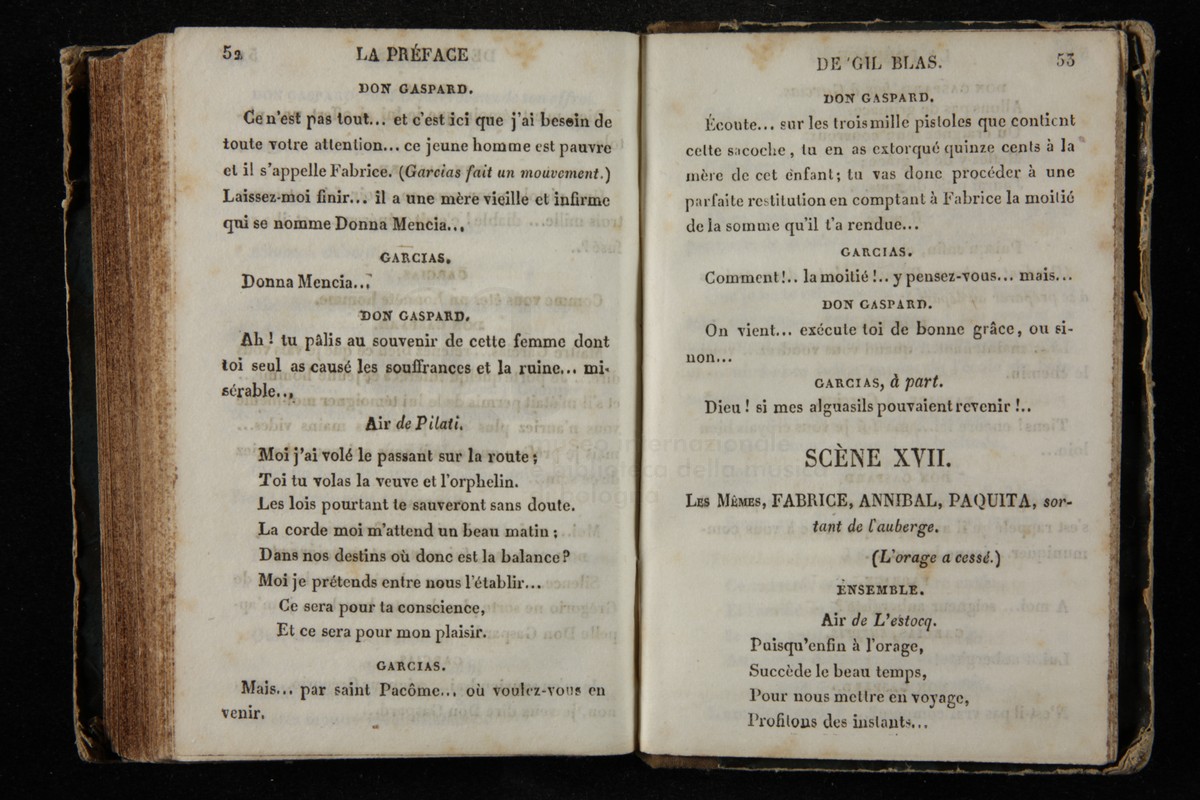 52 LA PRÉFACE
DON GASPARD.
Ce n'est pas tout... et c'est ici que j'ai besoin de
toute votre attention... ce jeune homme est pauvre
et il s'appelle Fabrice. (Garcias fait un mouvement.)
Laissez-moi finir... il a une mère vieille et infirme
qui se nomme Donna Mencia...
GARCIAS.
Donna Mencia...
DON GASPARD.
Ah ! tu pâlis au souvenir de cette femme dont
toi seul as causé les souffrances et la ruine... mi-
sérable...
Air de Pilati.
Moi j'ai volé le passant sur la route ;
Toi tu volas la veuve et l'orphelin.
Les lois pourtant te sauveront sans doute.
La corde moi m'attend un beau matin ;
Dans nos destins où donc est la balance ?
Moi je prétends entre nous l'établir...
Ce sera pour ta conscience,
Et ce sera pour mon plaisir.
GARCIAS.
Mais... par saint Pacôme... où voulez-vous en
venir.
DE GIL BLAS. 53
DON GASPARD.
Écoute... sur les trois mille pistoles que contient
cette sacoche, tu en as extorqué quinze cents à la
mère de cet enfant; tu vas donc procéder à une
parfaite restitution en comptant à Fabrice la moitié
de la somme qu'il t'a rendue...
GARCIAS.
Comment !.. la moitié !.. y pensez-vous... mais...
DON GASPARD.
On vient... exécute toi de bonne grâce, ou si-
non...
GARCIAS, à part.
Dieu ! si mes alguasils pouvaient revenir !..
SCÈNE XVII.
LES MÊMES, FABRICE, ANNIBAL, PAQUITA, sor-
tant de l'auberge.
(L'orage a cessé.)
ENSEMBLE.
Air de L'estocq.
Puisqu'enfin à l'orage,
Succède le beau temps,
Pour nous mettre en voyage,
Profitons des instants...
museo internazionale
e biblioteca della musica
bologna